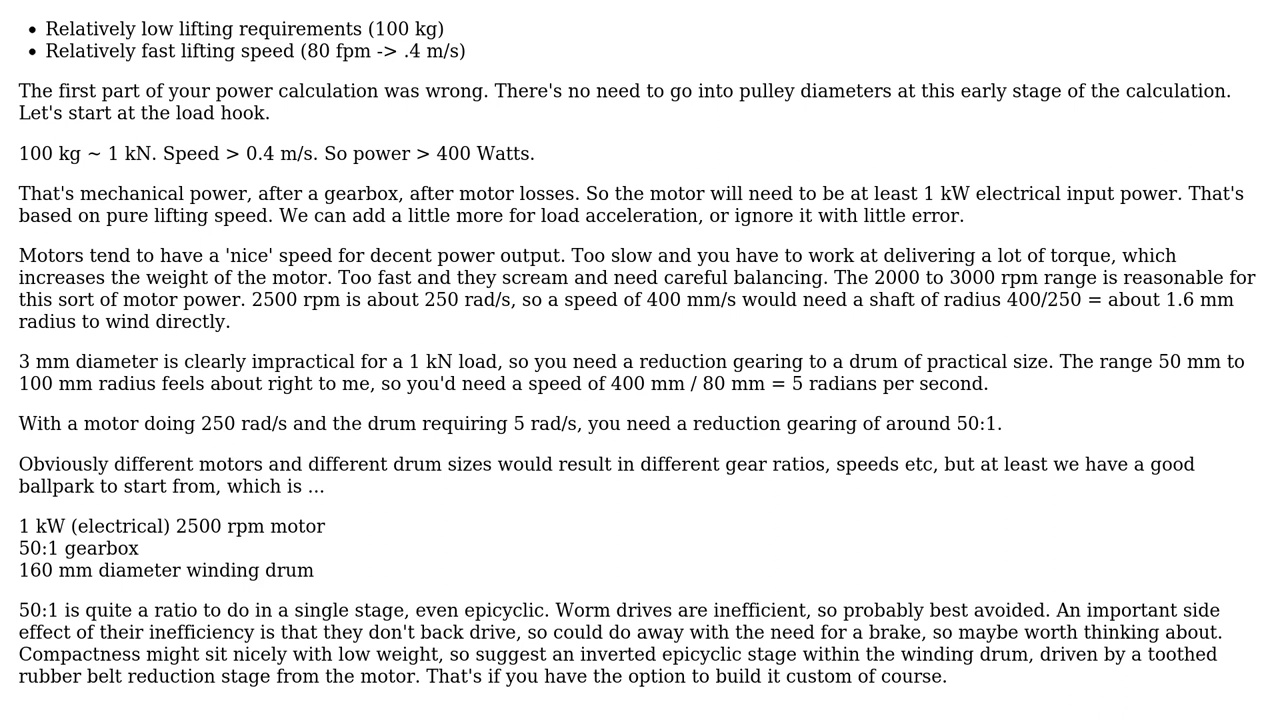 • Relatively low lifting requirements (100 kg)
• Relatively fast lifting speed (80 fpm -> .4 m/s)
The first part of your power calculation was wrong. There's no need to go into pulley diameters at this early stage of the calculation.
Let's start at the load hook.
100 kg ~ 1 kN. Speed > 0.4 m/s. So power > 400 Watts.
That's mechanical power, after a gearbox, after motor losses. So the motor will need to be at least 1 kW electrical input power. That's
based on pure lifting speed. We can add a little more for load acceleration, or ignore it with little error.
Motors tend to have a 'nice' speed for decent power output. Too slow and you have to work at delivering a lot of torque, which
increases the weight of the motor. Too fast and they scream and need careful balancing. The 2000 to 3000 rpm range is reasonable for
this sort of motor power. 2500 rpm is about 250 rad/s, so a speed of 400 mm/s would need a shaft of radius 400/250 = about 1.6 mm
radius to wind directly.
3 mm diameter is clearly impractical for a 1 kN load, so you need a reduction gearing to a drum of practical size. The range 50 mm to
100 mm radius feels about right to me, so you'd need a speed of 400 mm / 80 mm = 5 radians per second.
With a motor doing 250 rad/s and the drum requiring 5 rad/s, you need a reduction gearing of around 50:1.
Obviously different motors and different drum sizes would result in different gear ratios, speeds etc, but at least we have a good
ballpark to start from, which is ...
1 kW (electrical) 2500 rpm motor
50:1 gearbox
160 mm diameter winding drum
50:1 is quite a ratio to do in a single stage, even epicyclic. Worm drives are inefficient, so probably best avoided. An important side
effect of their inefficiency is that they don't back drive, so could do away with the need for a brake, so maybe worth thinking about.
Compactness might sit nicely with low weight, so suggest an inverted epicyclic stage within the winding drum, driven by a toothed
rubber belt reduction stage from the motor. That's if you have the option to build it custom of course.